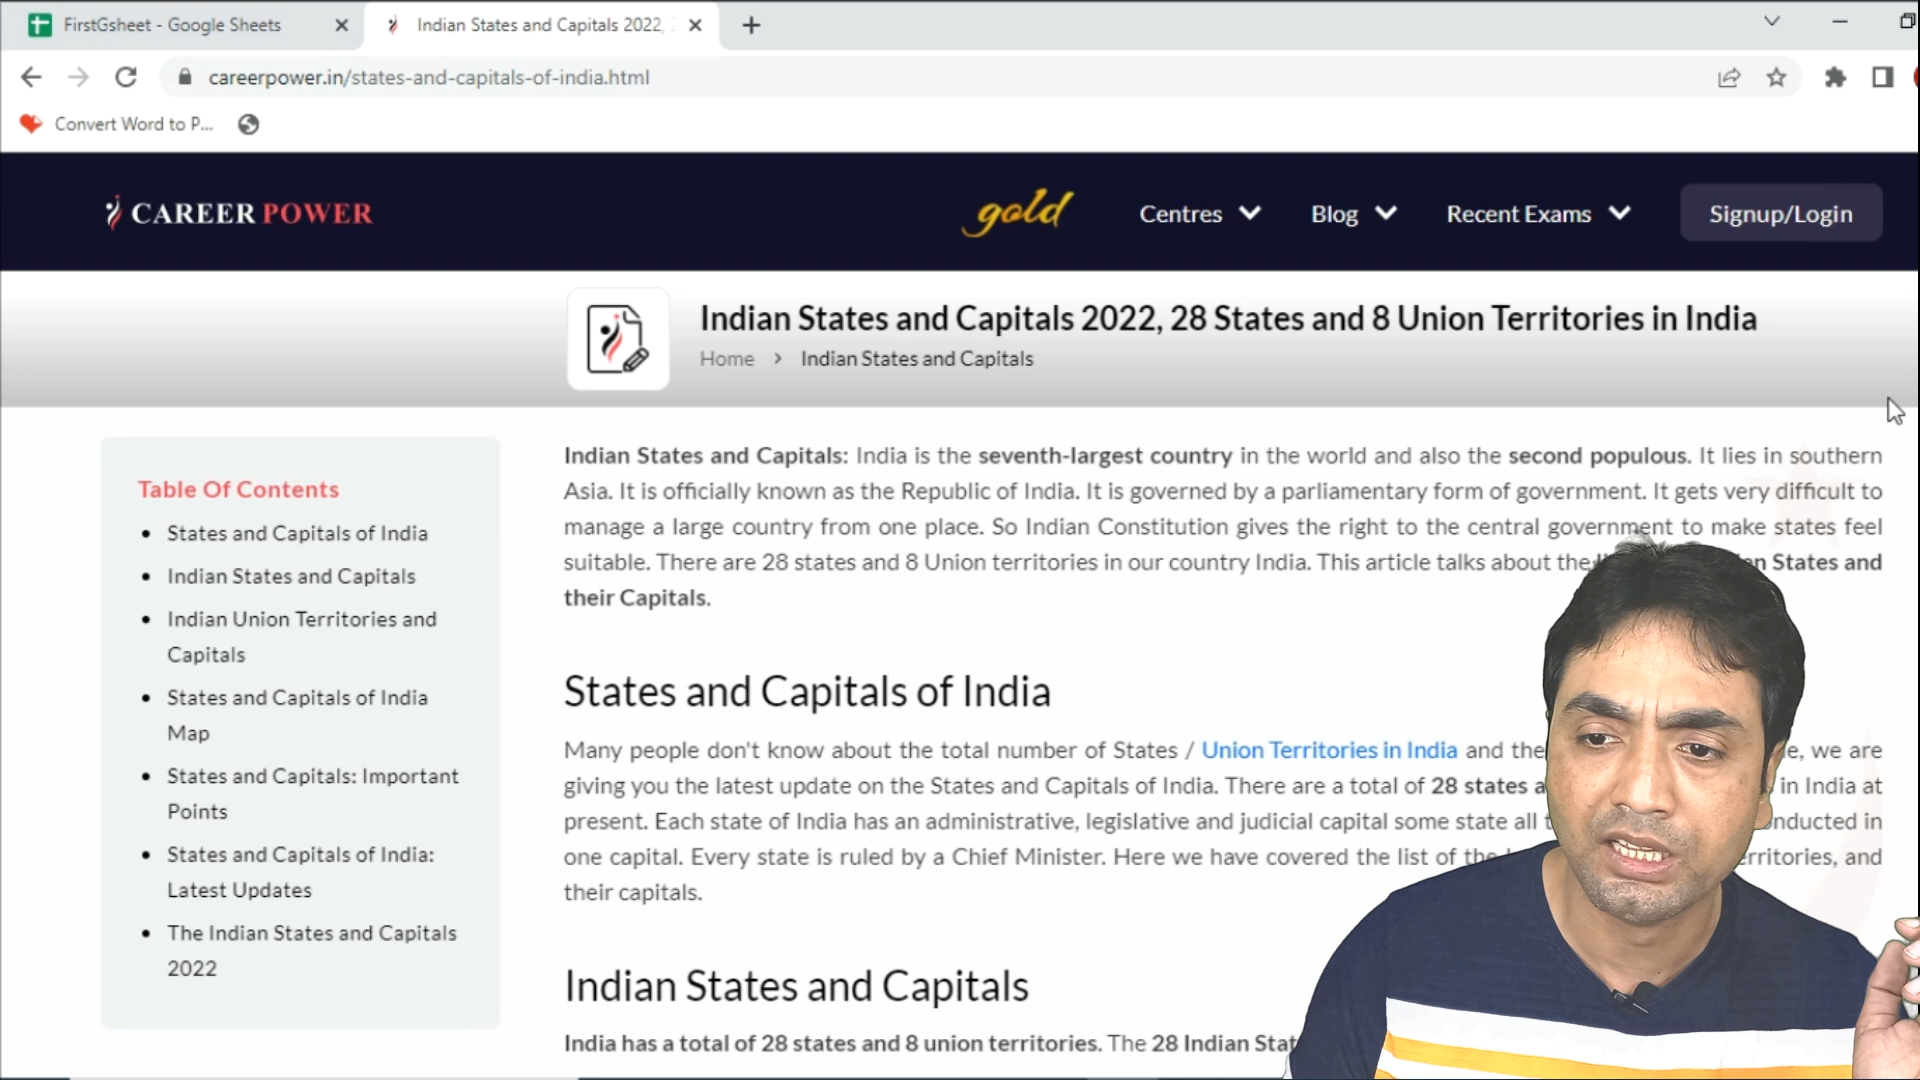 FirstGsheet - Google Sheets
Indian States and Capitals 2022,
careerpower.in/states-and-capitals-of-india.html
Convert Word to P...
CAREER POWER
gold
Centres
Blog
Recent Exams
Signup/Login
Indian States and Capitals 2022, 28 States and 8 Union Territories in India
Home > Indian States and Capitals
Table Of Contents
• States and Capitals of India
• Indian States and Capitals
• Indian Union Territories and
Capitals
• States and Capitals of India
Map
• States and Capitals: Important
Points
• States and Capitals of India:
Latest Updates
• The Indian States and Capitals
2022
Indian States and Capitals: India is the seventh-largest country in the world and also the second populous. It lies in southern
Asia. It is officially known as the Republic of India. It is governed by a parliamentary form of government. It gets very difficult to
manage a large country from one place. So Indian Constitution gives the right to the central government to make states feel
suitable. There are 28 states and 8 Union territories in our country India. This article talks about the States and
their Capitals.
States and Capitals of India
Many people don't know about the total number of States / Union Territories in India and the we are
giving you the latest update on the States and Capitals of India. There are a total of 28 states in India at
present. Each state of India has an administrative, legislative and judicial capital some state all in
one capital. Every state is ruled by a Chief Minister. Here we have covered the list of and
their capitals.
Indian States and Capitals
India has a total of 28 states and 8 union territories. The 28 Indian